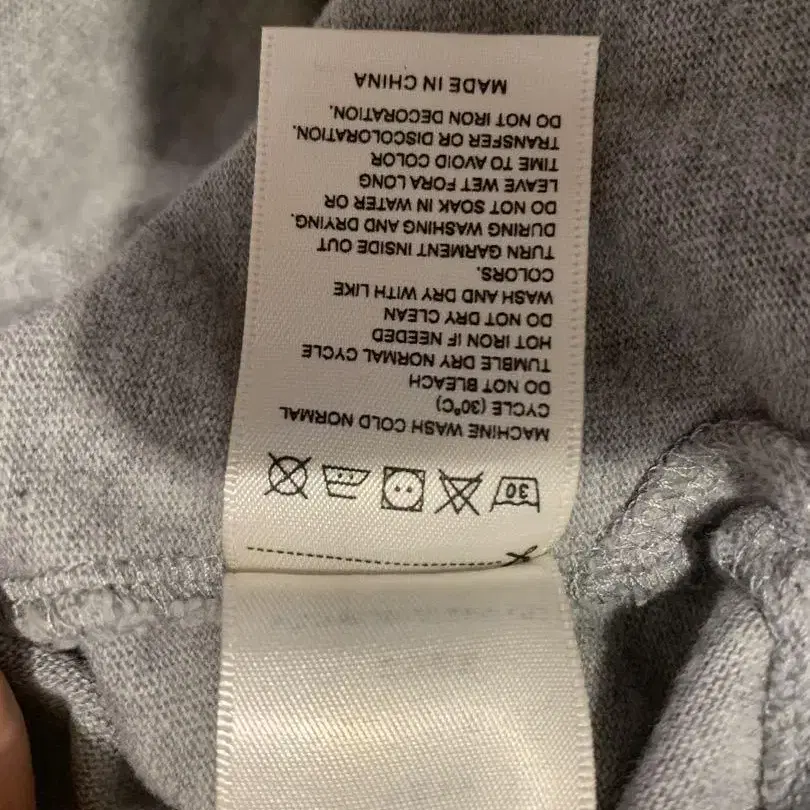 30
MACHINE WASH COLD NORMAL
CYCLE (30ºC)
DO NOT BLEACH
TUMBLE DRY NORMAL CYCLE
HOT IRON IF NEEDED
DO NOT DRY CLEAN
WASH AND DRY WITH LIKE
COLORS.
TURN GARMENT INSIDE OUT
DURING WASHING AND DRYING.
DO NOT SOAK IN WATER OR
LEAVE WET FORA LONG
TIME TO AVOID COLOR
TRANSFER OR DISCOLORATION.
DO NOT IRON DECORATION.
MADE IN CHINA